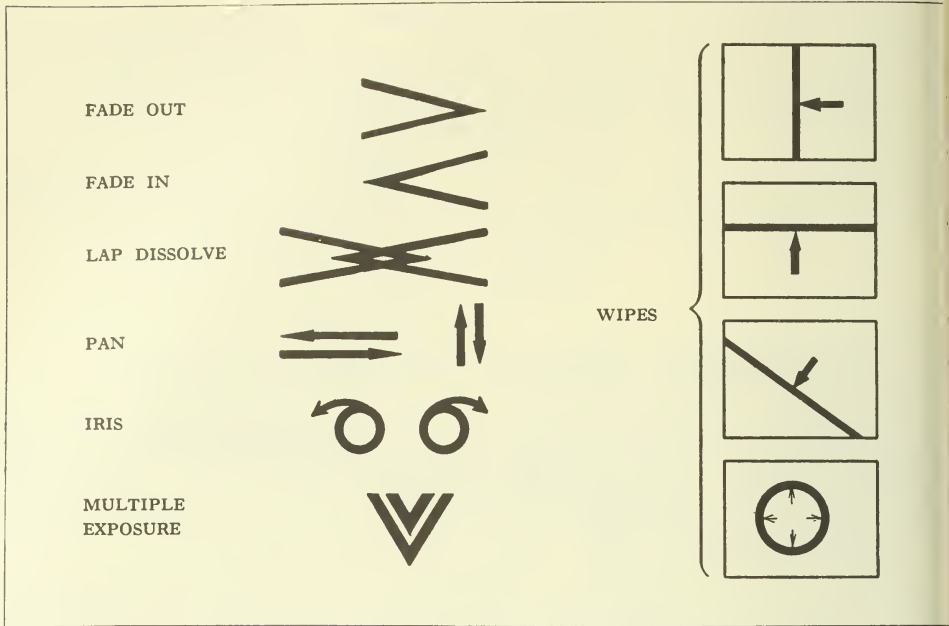 FADE OUT
FADE IN
LAP DISSOLVE
PAN
IRIS
MULTIPLE
EXPOSURE
WIPES